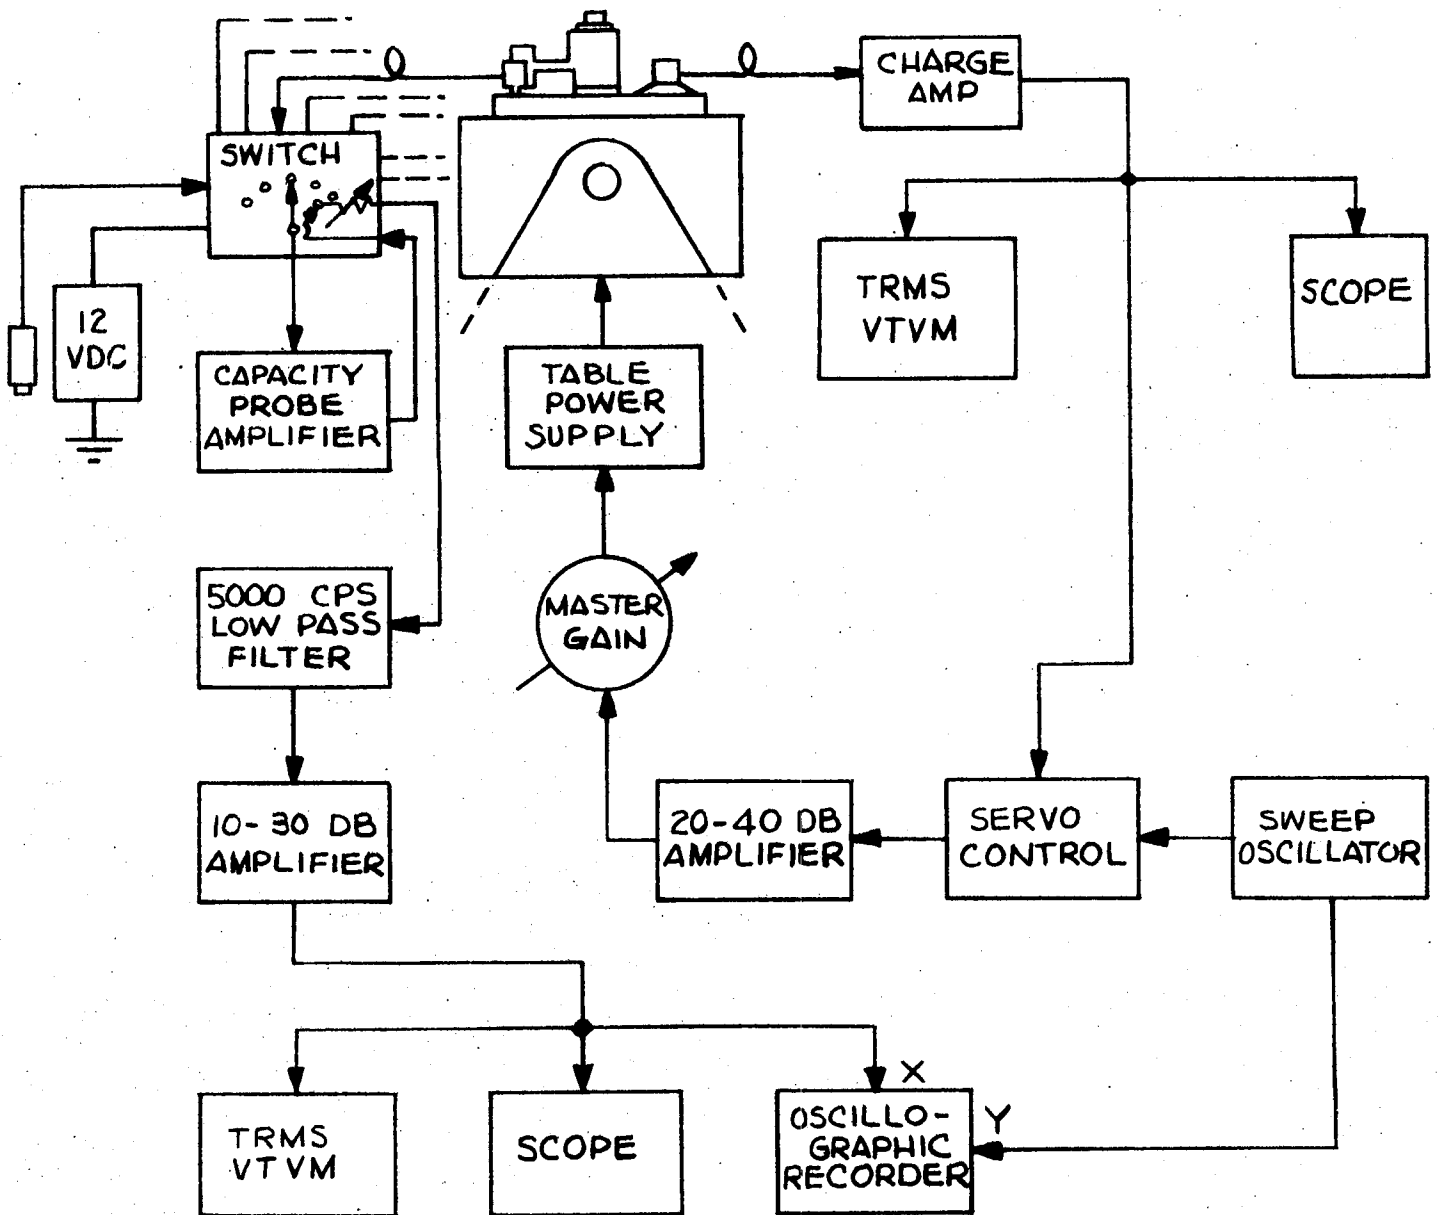 CHARGE
AMP
SWITCH
TRMS
VTVM
SCOPE
12
VDC
CAPACITY
PROBE
AMPLIFIER
TABLE
POWER
SUPPLY
5000 CPS
LOW PASS
FILTER
MASTER
GAIN
10-30 DB
AMPLIFIER
20-40 DB
AMPLIFIER
SERVO
CONTROL
SWEEP
OSCILLATOR
TRMS
VTVM
SCOPE
X
OSCILLO-
GRAPHIC
RECORDER
Y